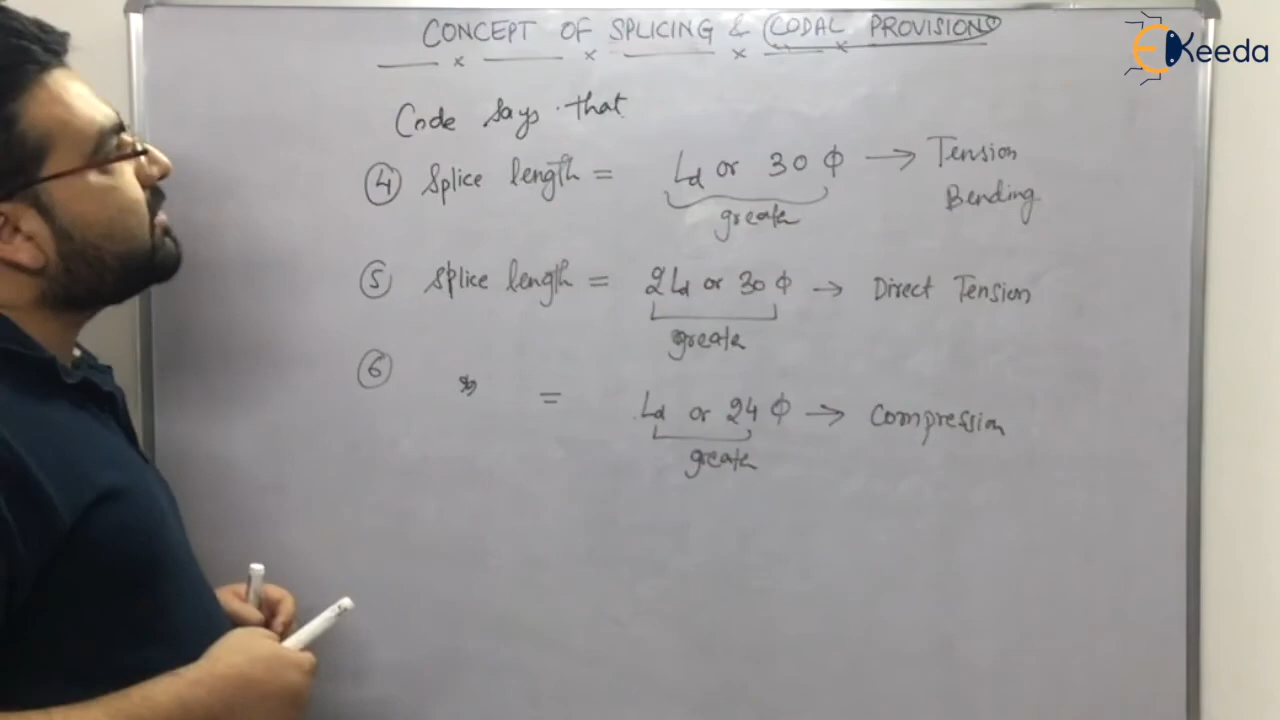 CONCEPT OF SPLICING & CODAL PROVISIONS
EKeeda
Code says that
④ Splice length = Ld or 30 ϕ → Tension Bending
greater
⑤ Splice length = 2Ld or 30 ϕ → Direct Tension
greater
⑥ " = Ld or 24 ϕ → Compression
greater